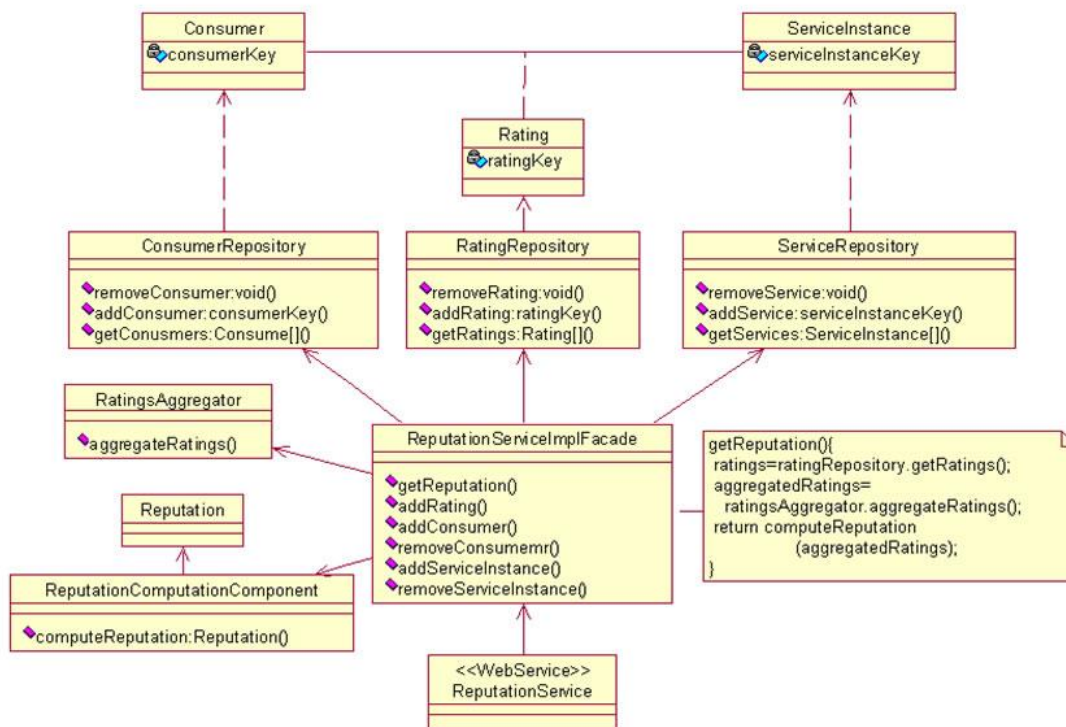 Consumer
consumerKey
ServiceInstance
serviceInstanceKey
Rating
ratingKey
ConsumerRepository
removeConsumer:void()
addConsumer:consumerKey()
getConusmers:Consume[]()
RatingRepository
removeRating:void()
addRating:ratingKey()
getRatings:Rating[]()
ServiceRepository
removeService:void()
addService:serviceInstanceKey()
getServices:ServiceInstance[]()
RatingsAggregator
aggregateRatings()
ReputationServiceImplFacade
getReputation()
addRating()
addConsumer()
removeConsumemr()
addServiceInstance()
removeServiceInstance()
getReputation(){
ratings=ratingRepository.getRatings();
aggregatedRatings=
ratingsAggregator.aggregateRatings();
return computeReputation
(aggregatedRatings);
}
Reputation
ReputationComputationComponent
computeReputation:Reputation()
<<WebService>>
ReputationService